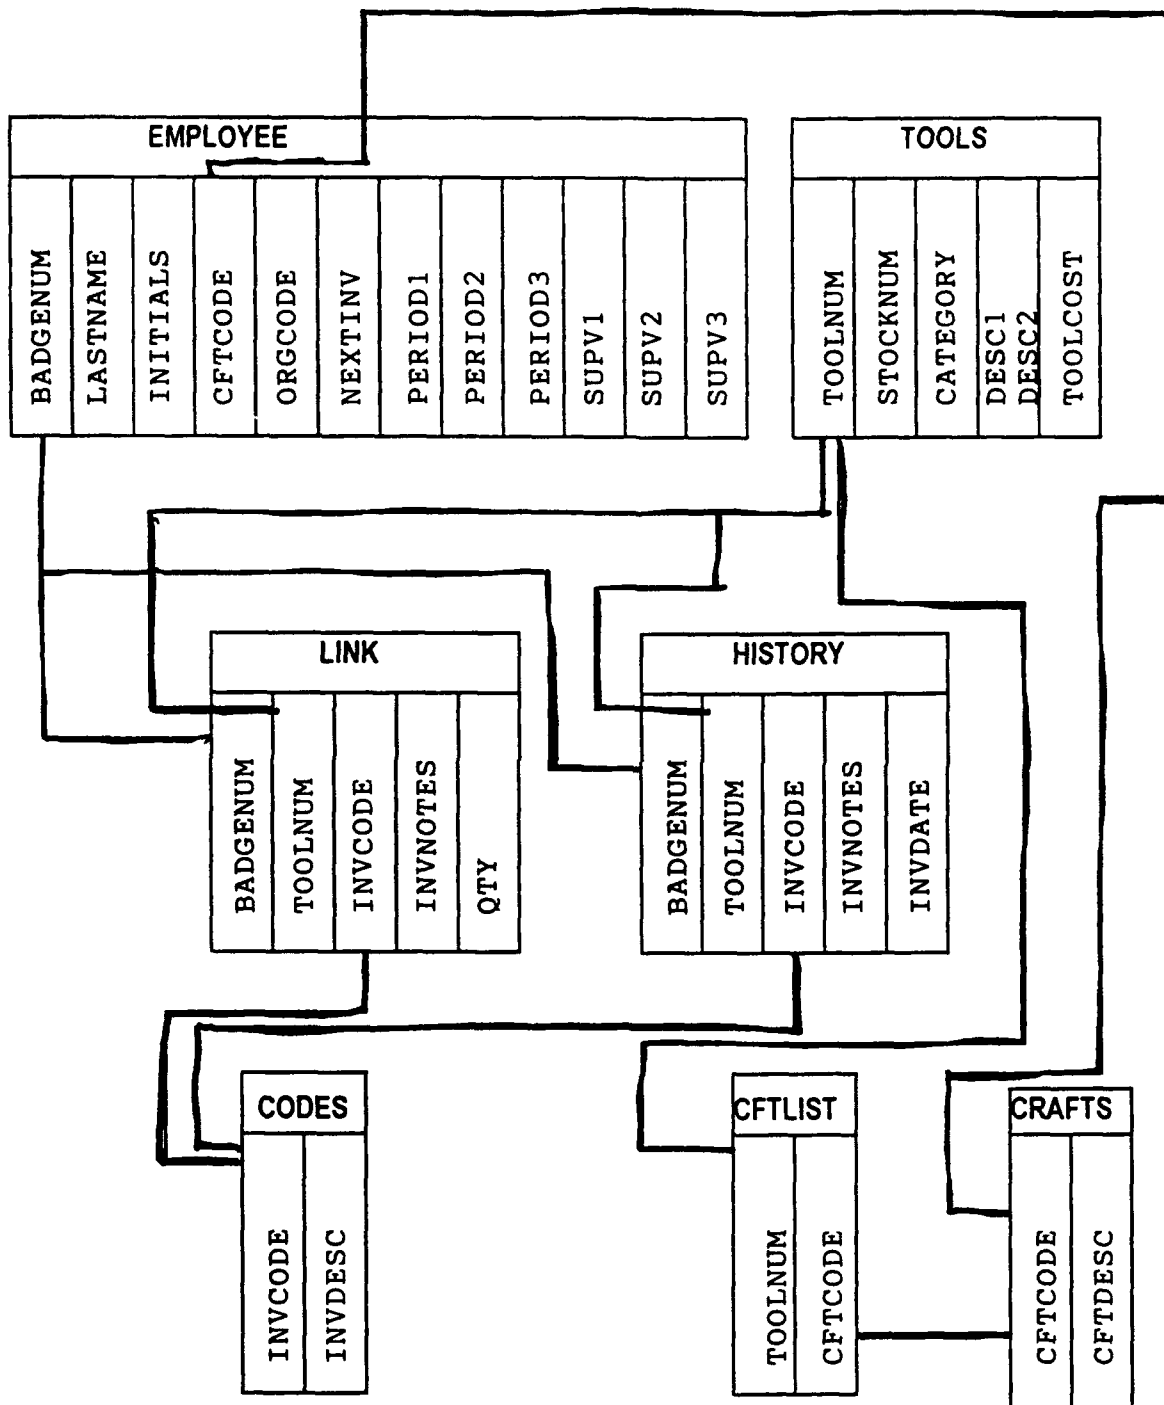 EMPLOYEE
BADGENUM
LASTNAME
INITIALS
CFTCODE
ORGCODE
NEXTINV
PERIOD1
PERIOD2
PERIOD3
SUPV1
SUPV2
SUPV3
TOOLS
TOOLNUM
STOCKNUM
CATEGORY
DESC1
DESC2
TOOLCOST
LINK
BADGENUM
TOOLNUM
INVCODE
INVNOTES
QTY
HISTORY
BADGENUM
TOOLNUM
INVCODE
INVNOTES
INVDATE
CODES
INVCODE
INVDESC
CFTLIST
TOOLNUM
CFTCODE
CRAFTS
CFTCODE
CFTDESC